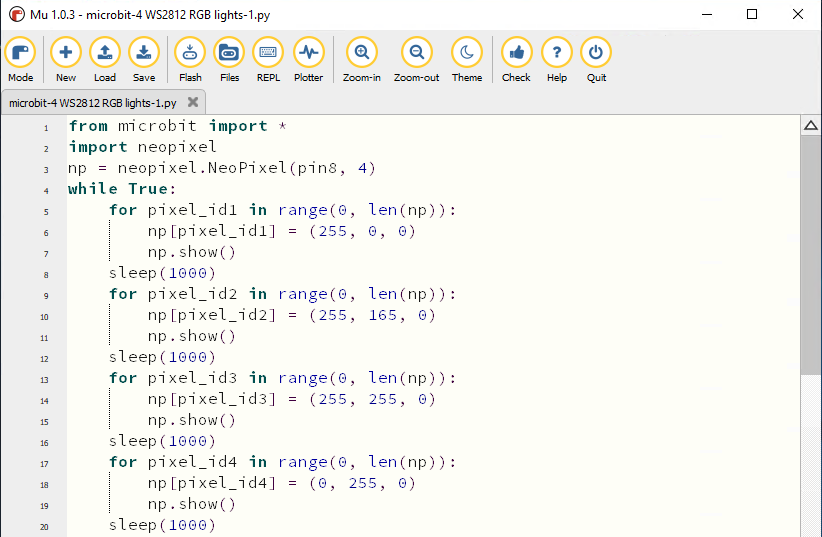 Mu 1.0.3 - microbit-4 WS2812 RGB lights-1.py
Mode New Load Save Flash Files REPL Plotter Zoom-in Zoom-out Theme Check Help Quit
microbit-4 WS2812 RGB lights-1.py
1 from microbit import *
2 import neopixel
3 np = neopixel.NeoPixel(pin8, 4)
4 while True:
5     for pixel_id1 in range(0, len(np)):
6         np[pixel_id1] = (255, 0, 0)
7         np.show()
8     sleep(1000)
9     for pixel_id2 in range(0, len(np)):
10         np[pixel_id2] = (255, 165, 0)
11         np.show()
12     sleep(1000)
13     for pixel_id3 in range(0, len(np)):
14         np[pixel_id3] = (255, 255, 0)
15         np.show()
16     sleep(1000)
17     for pixel_id4 in range(0, len(np)):
18         np[pixel_id4] = (0, 255, 0)
19         np.show()
20     sleep(1000)